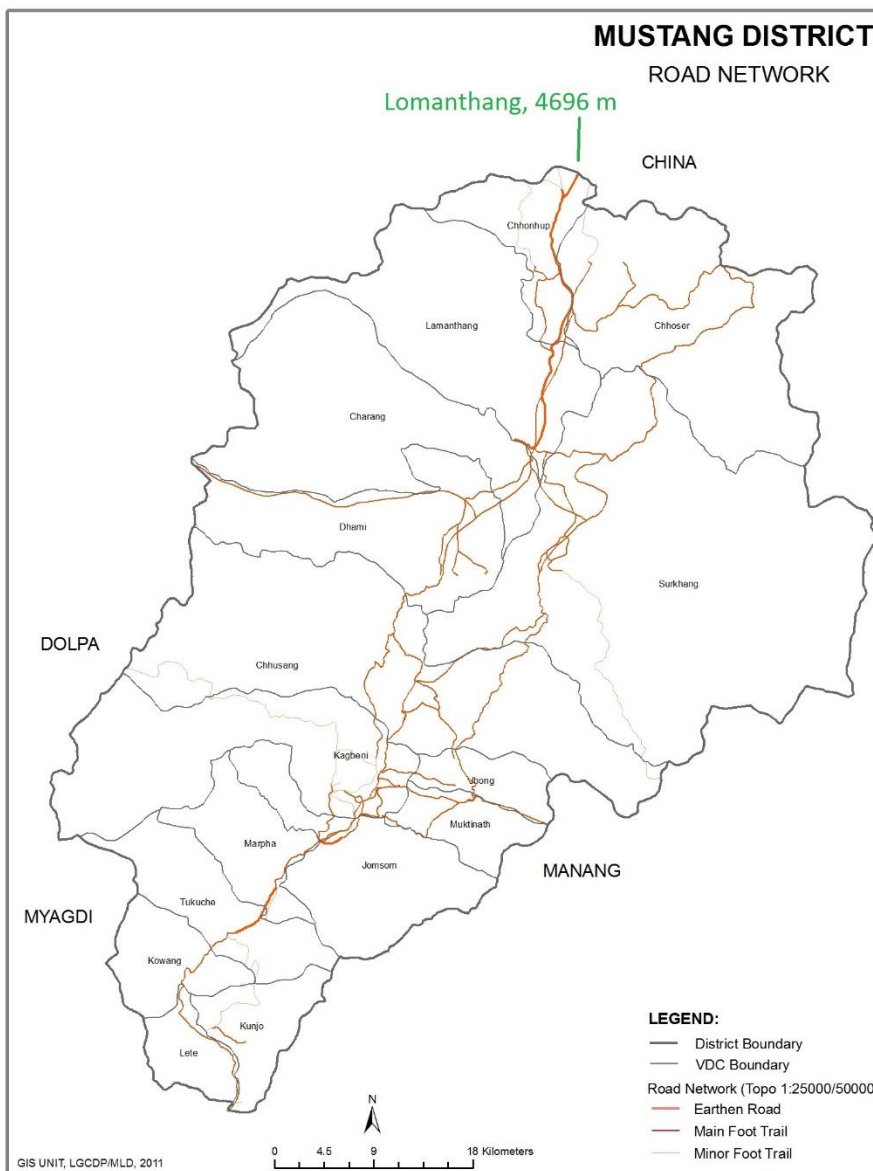 MUSTANG DISTRICT
ROAD NETWORK
Lomanthang, 4696 m
CHINA
Chhonhup
Lamanthang
Chhoser
Charang
Dhami
Surkhang
DOLPA
Chhusang
Kagbeni
Jhong
Muktinath
Marpha
Jomsom
MANANG
Tukuche
MYAGDI
Kowang
Kunjo
Lete
LEGEND:
District Boundary
VDC Boundary
Road Network (Topo 1:25000/50000
Earthen Road
Main Foot Trail
Minor Foot Trail
N
0 4.5 9 18 Kilometers
GIS UNIT, LGCDP/MLD, 2011